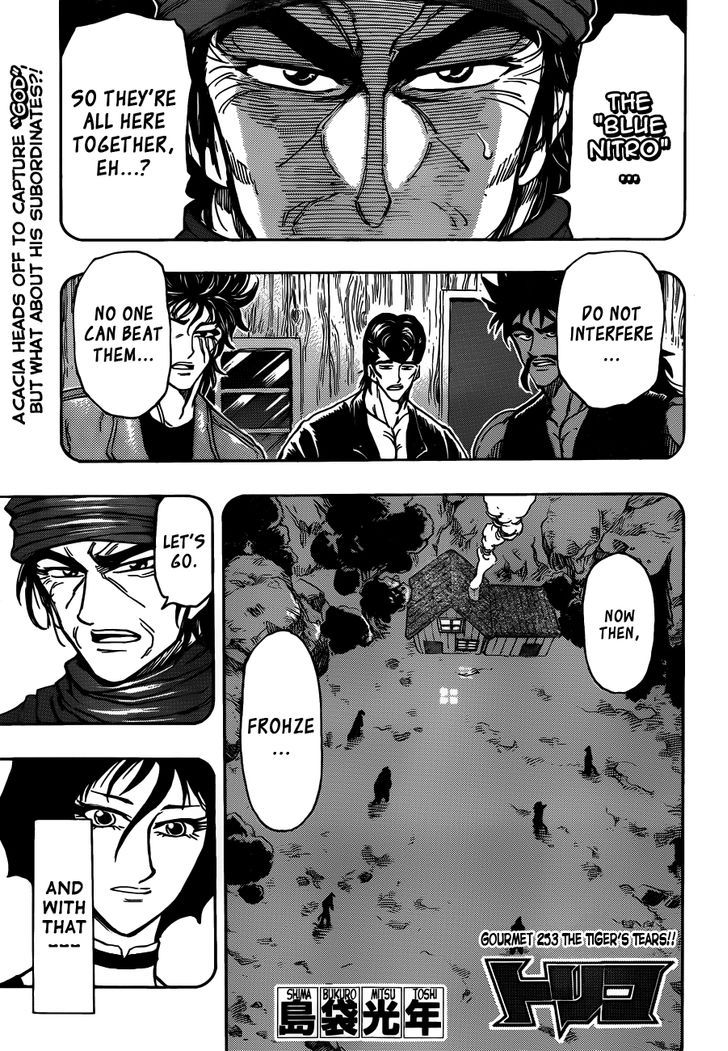 ACACIA HEADS OFF TO CAPTURE "GOD",
BUT WHAT ABOUT HIS SUBORDINATES?!
THE
"BLUE
NITRO"
...
SO THEY'RE
ALL HERE
TOGETHER,
EH...?
DO NOT
INTERFERE
...
NO ONE
CAN BEAT
THEM...
NOW
THEN,
FROHZE
...
LET'S
GO.
AND
WITH
THAT
---
GOURMET 253 THE TIGER'S TEARS!!
トリコ
SHIMA BUKURO MITSU TOSHI
島袋光年